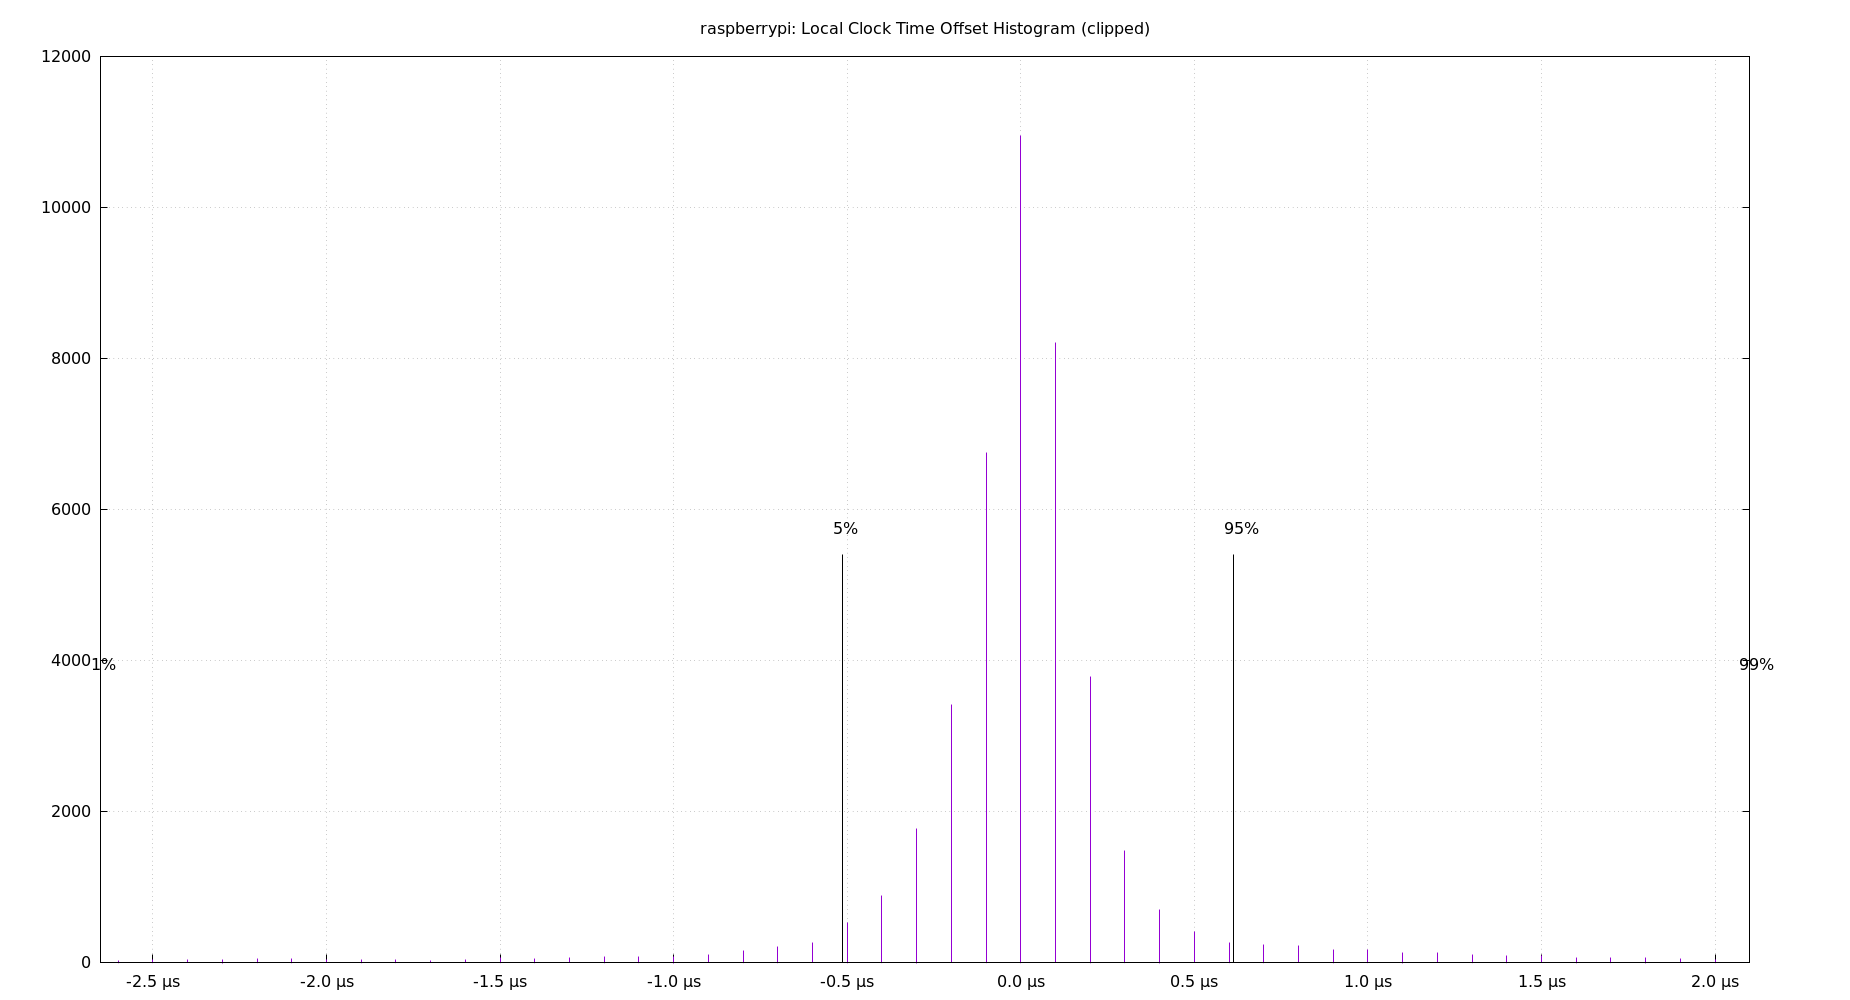 raspberrypi: Local Clock Time Offset Histogram (clipped)
12000
10000
8000
6000
5%
95%
4000
1%
99%
2000
0
-2.5 µs
-2.0 µs
-1.5 µs
-1.0 µs
-0.5 µs
0.0 µs
0.5 µs
1.0 µs
1.5 µs
2.0 µs